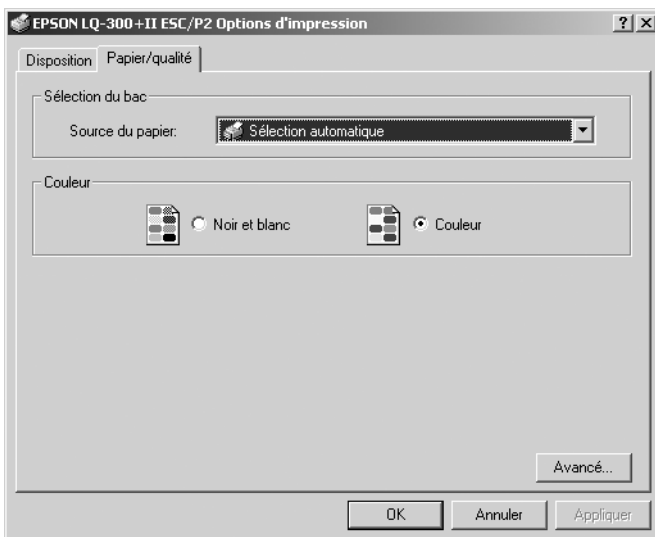 EPSON LQ-300+II ESC/P2 Options d'impression
Disposition Papier/qualité
Sélection du bac
Source du papier: Sélection automatique
Couleur
Noir et blanc Couleur
Avancé...
OK Annuler Appliquer